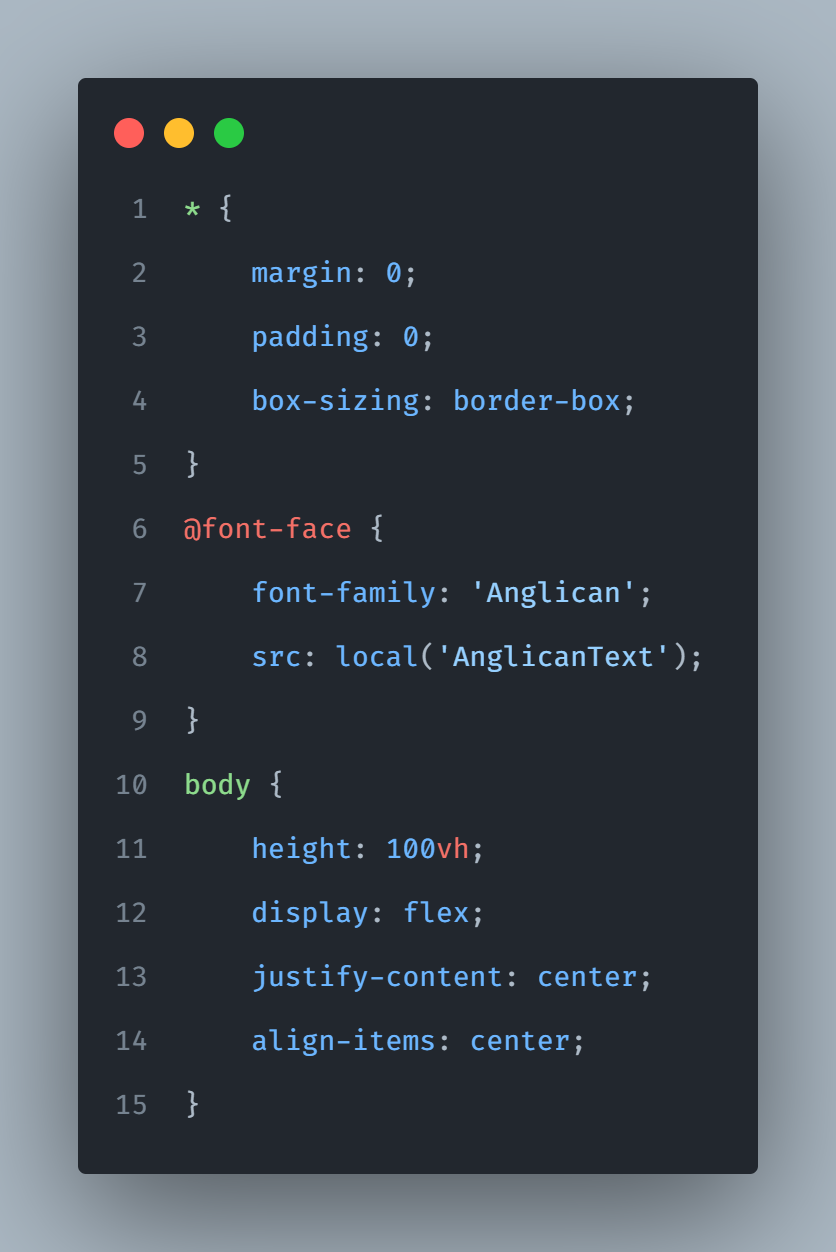 1 * {
2     margin: 0;
3     padding: 0;
4     box-sizing: border-box;
5 }
6 @font-face {
7     font-family: 'Anglican';
8     src: local('AnglicanText');
9 }
10 body {
11     height: 100vh;
12     display: flex;
13     justify-content: center;
14     align-items: center;
15 }